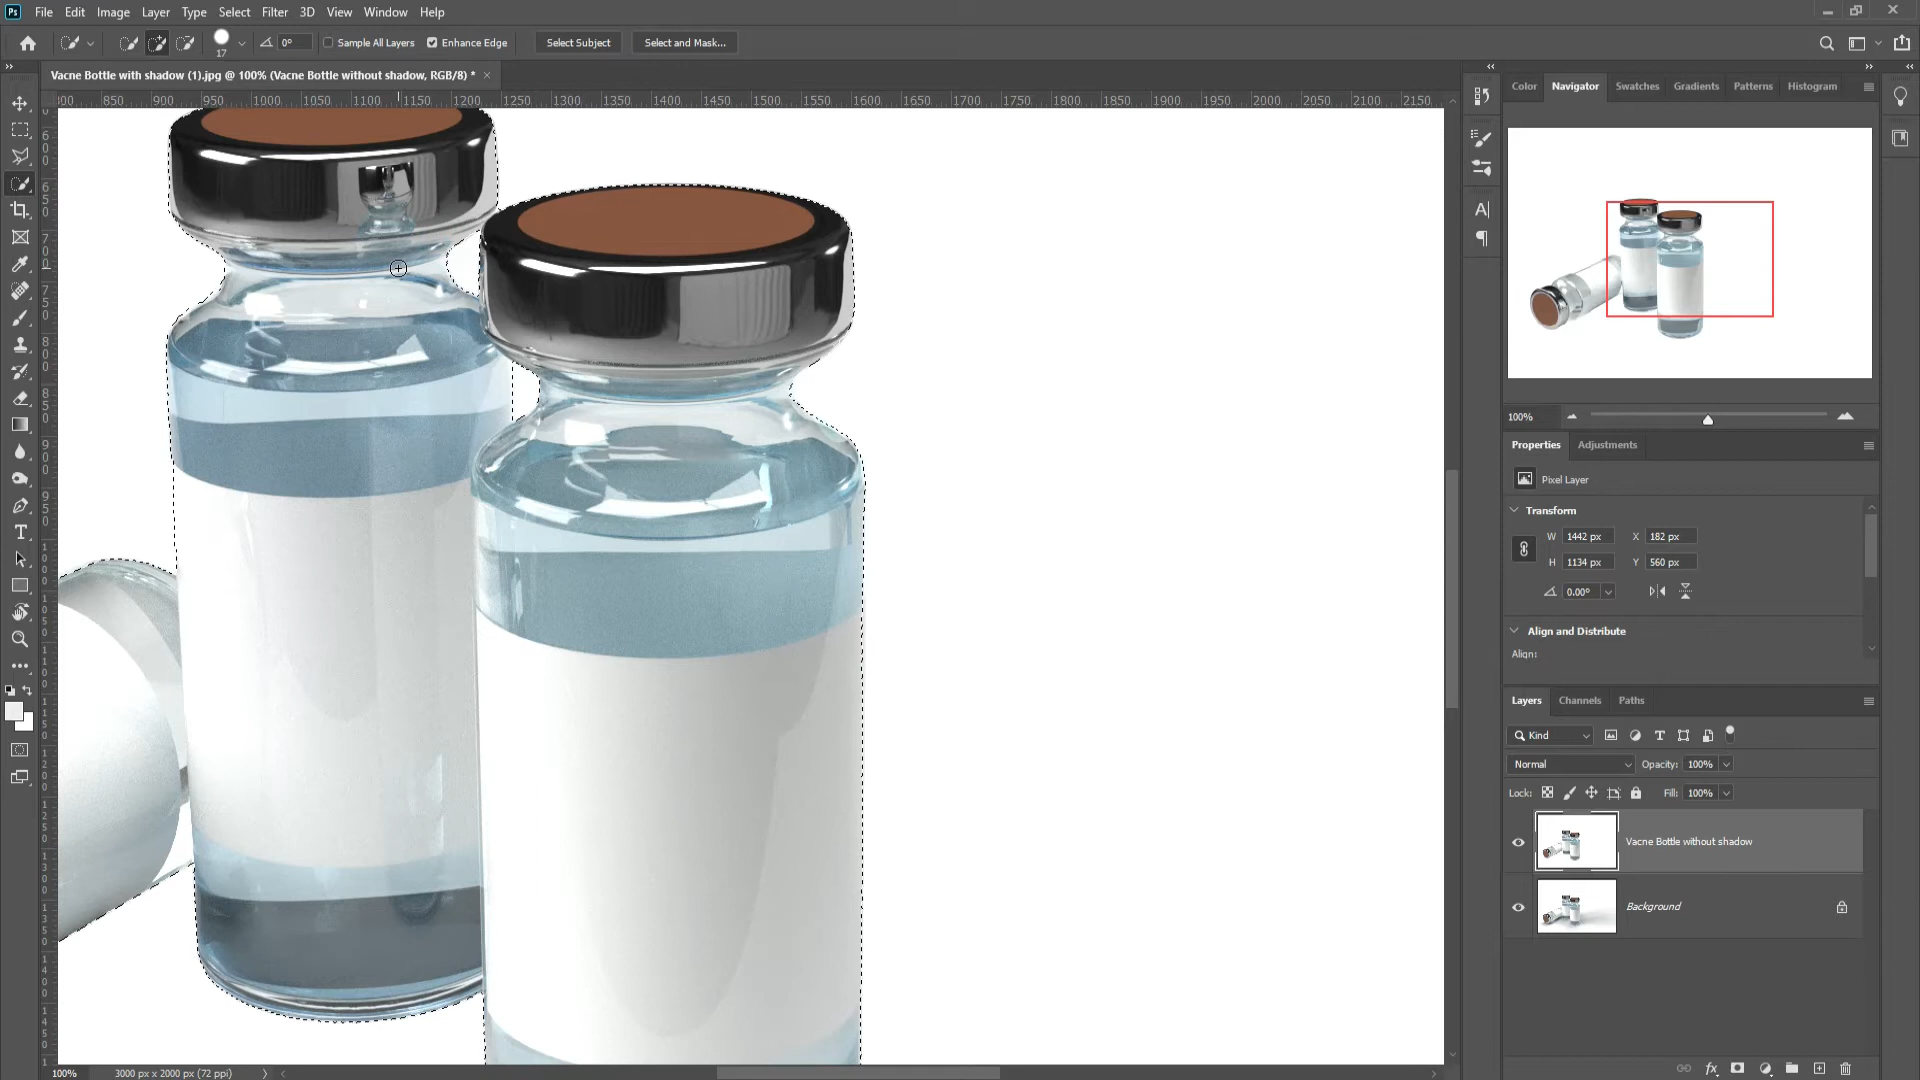 Ps File Edit Image Layer Type Select Filter 3D View Window Help
17 0° Sample All Layers Enhance Edge Select Subject Select and Mask...
Vacne Bottle with shadow (1).jpg @ 100% (Vacne Bottle without shadow, RGB/8) * ×
850 900 950 1000 1050 1100 1150 1200 1250 1300 1350 1400 1450 1500 1550 1600 1650 1700 1750 1800 1850 1900 1950 2000 2050 2100 2150
Color Navigator Swatches Gradients Patterns Histogram
100%
Properties Adjustments
Pixel Layer
Transform
W 1442 px X 182 px
H 1134 px Y 560 px
0.00°
Align and Distribute
Align:
Layers Channels Paths
Kind
Normal Opacity: 100%
Lock: Fill: 100%
Vacne Bottle without shadow
Background
100% 3000 px x 2000 px (72 ppi)